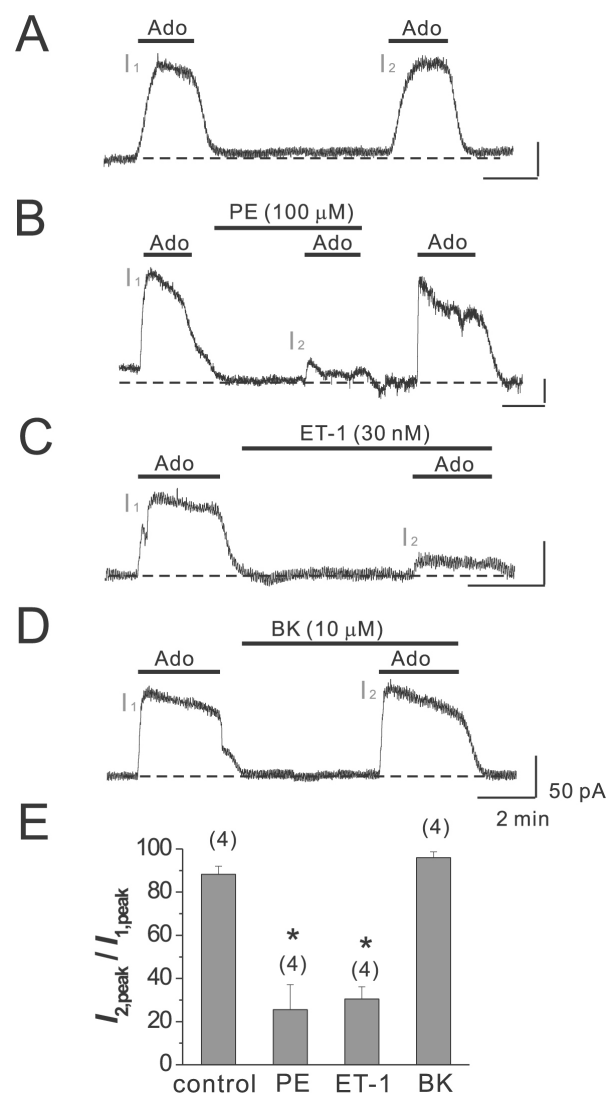 A
Ado Ado
I1 I2
B
PE (100 μM)
Ado Ado Ado
I1 I2
C
ET-1 (30 nM)
Ado Ado
I1 I2
D
BK (10 μM)
Ado Ado
I1 I2
50 pA
2 min
E
I2,peak / I1,peak
100
80
60
40
20
0
(4) (4) (4) (4)
* *
control PE ET-1 BK